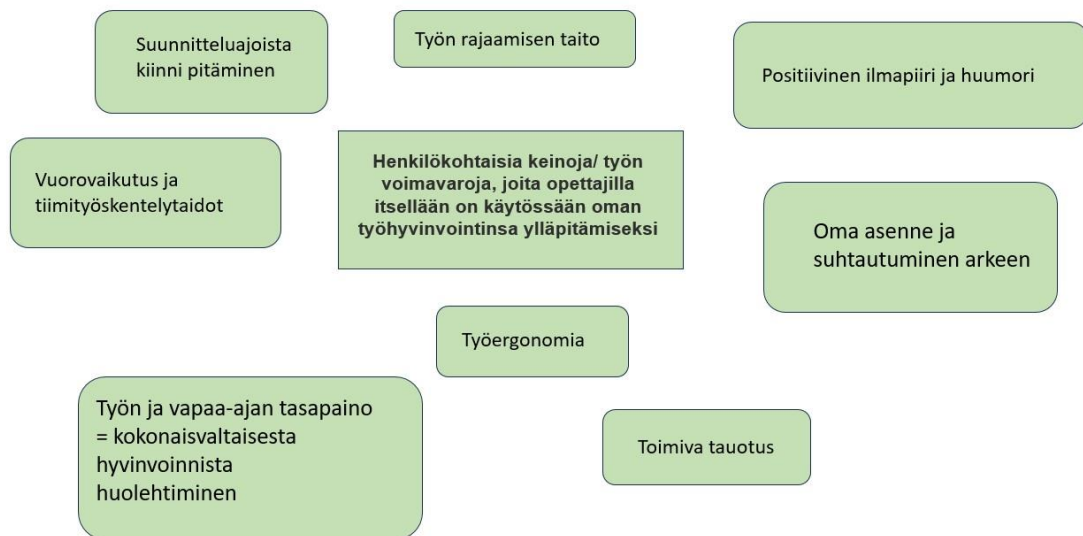 Suunnitteluajoista
kiinni pitäminen
Työn rajaamisen taito
Positiivinen ilmapiiri ja huumori
Vuorovaikutus ja
tiimityöskentelytaidot
Henkilökohtaisia keinoja/ työn
voimavaroja, joita opettajilla
itsellään on käytössään oman
työhyvinvointinsa ylläpitämiseksi
Oma asenne ja
suhtautuminen arkeen
Työergonomia
Työn ja vapaa-ajan tasapaino
= kokonaisvaltaisesta
hyvinvoinnista
huolehtiminen
Toimiva tauotus